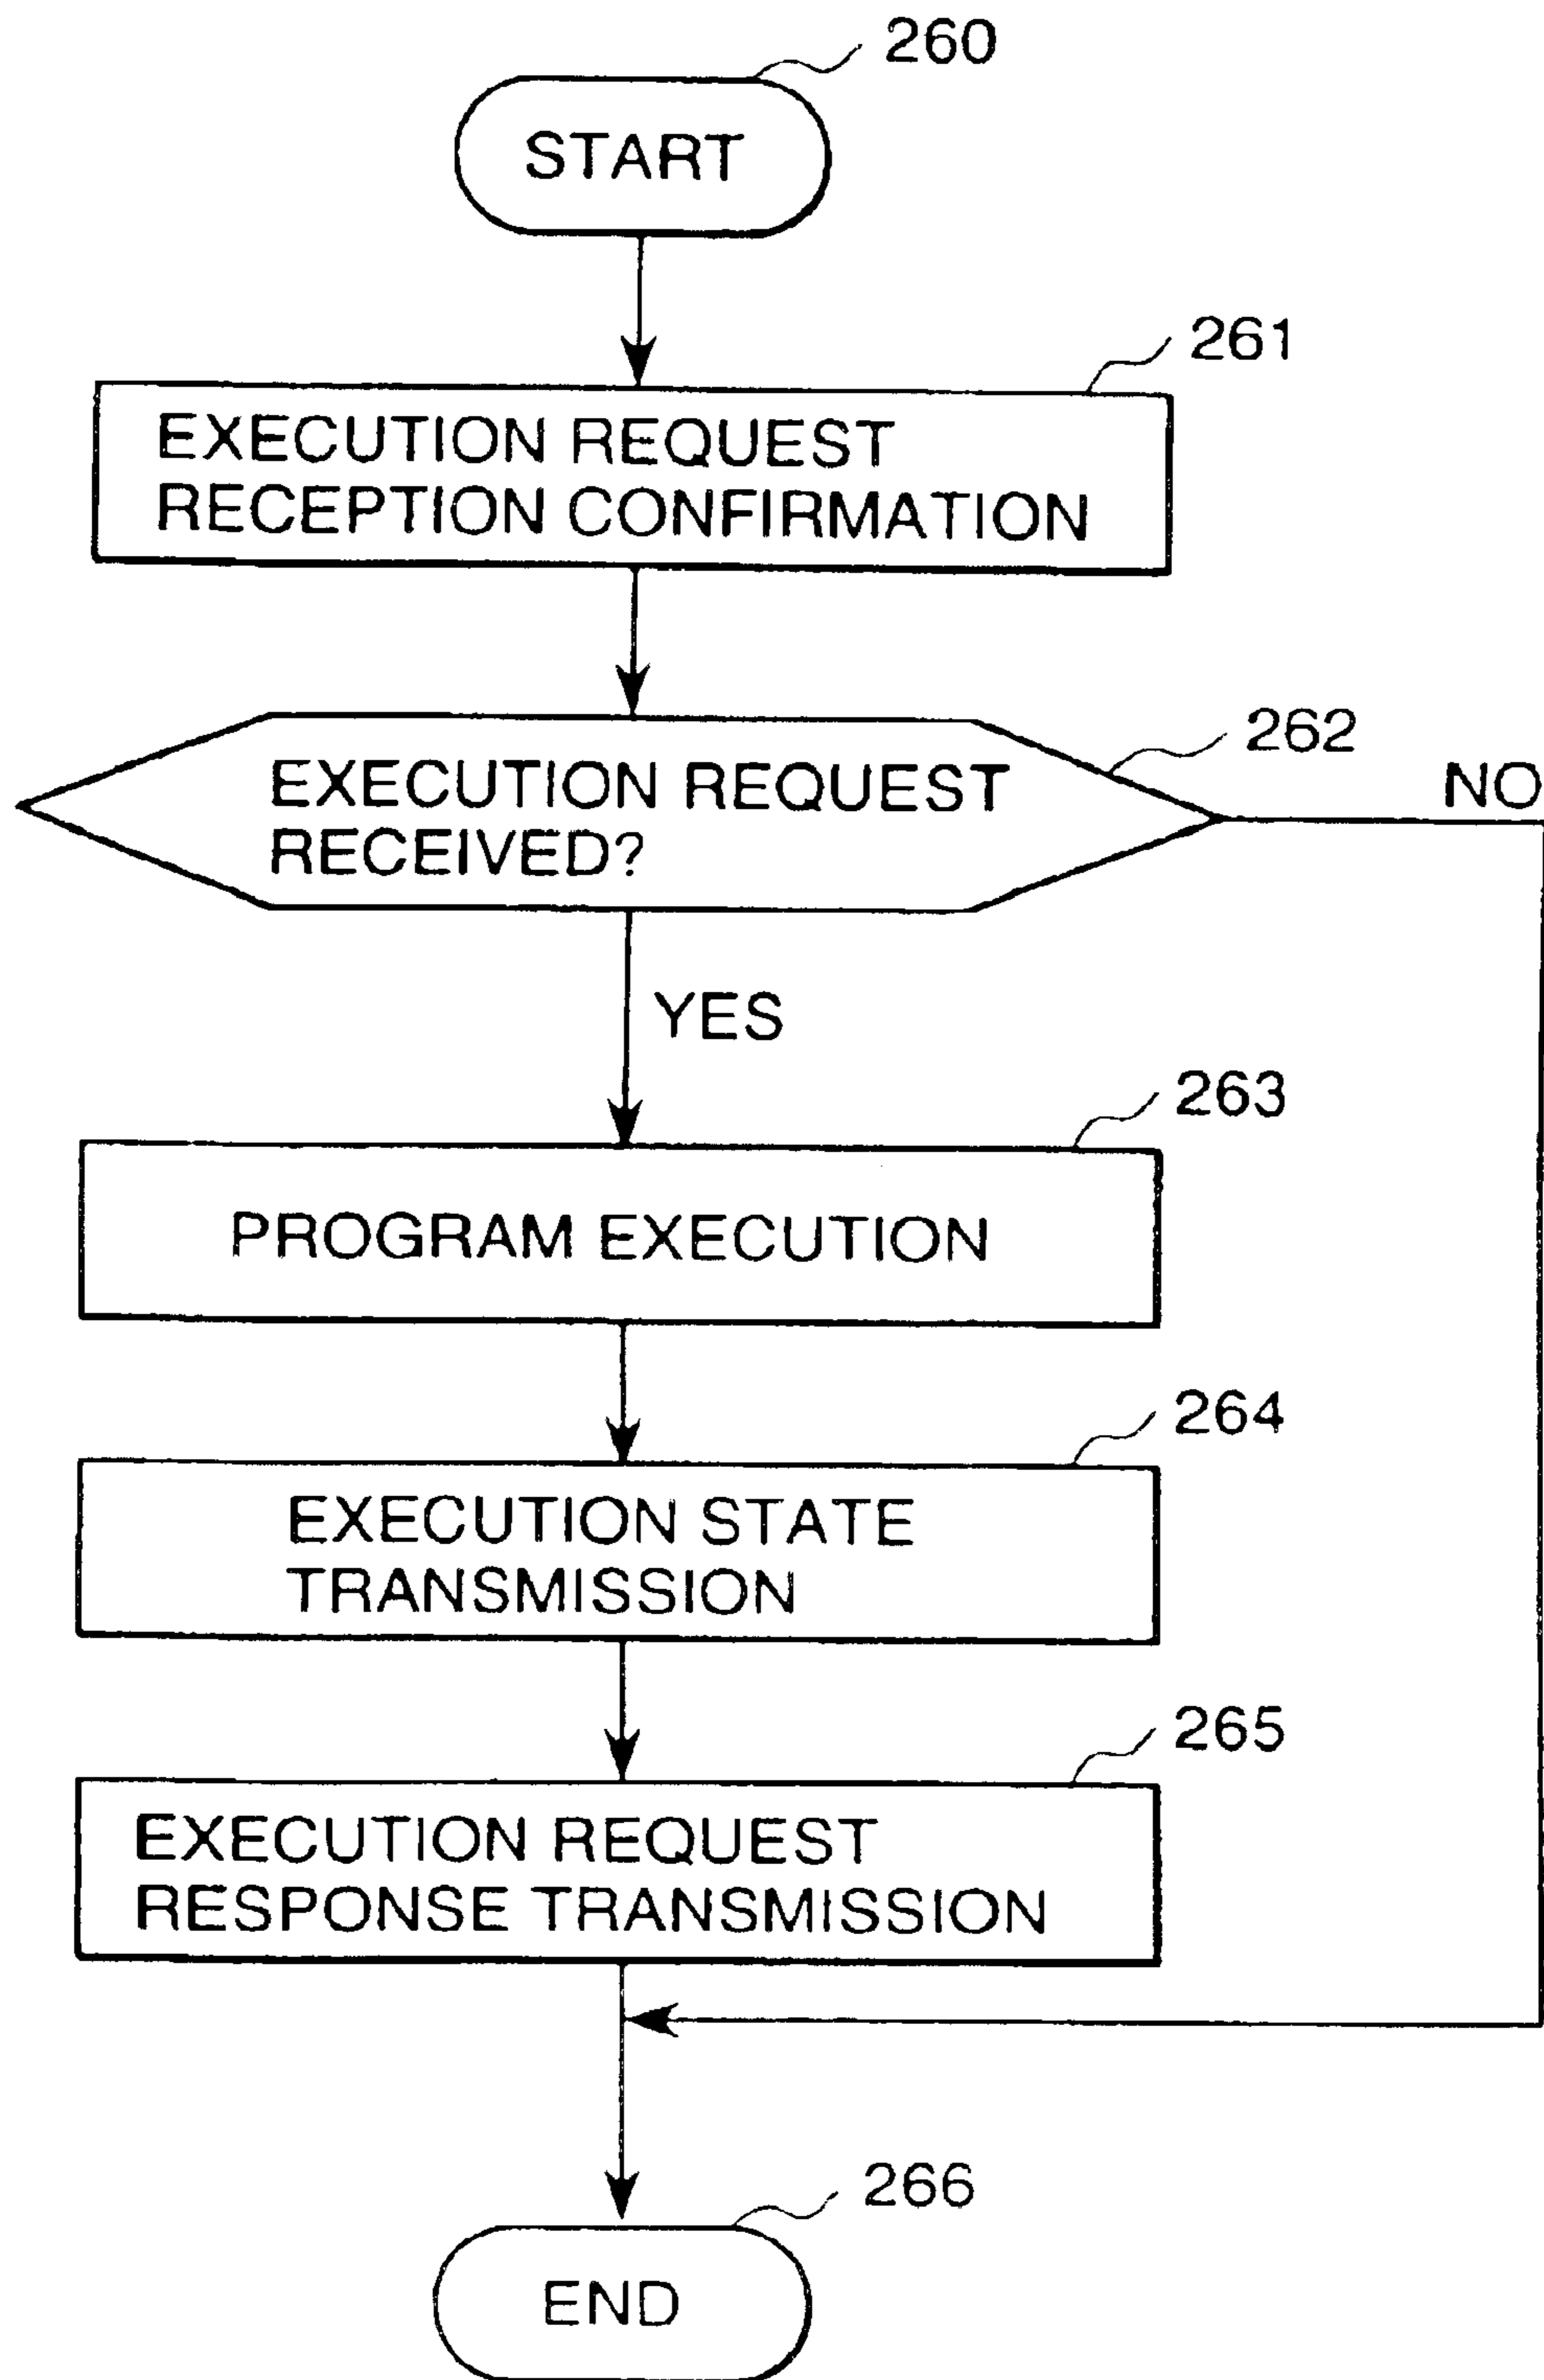 260
START
261
EXECUTION REQUEST
RECEPTION CONFIRMATION
262
EXECUTION REQUEST
RECEIVED?
NO
YES
263
PROGRAM EXECUTION
264
EXECUTION STATE
TRANSMISSION
265
EXECUTION REQUEST
RESPONSE TRANSMISSION
266
END